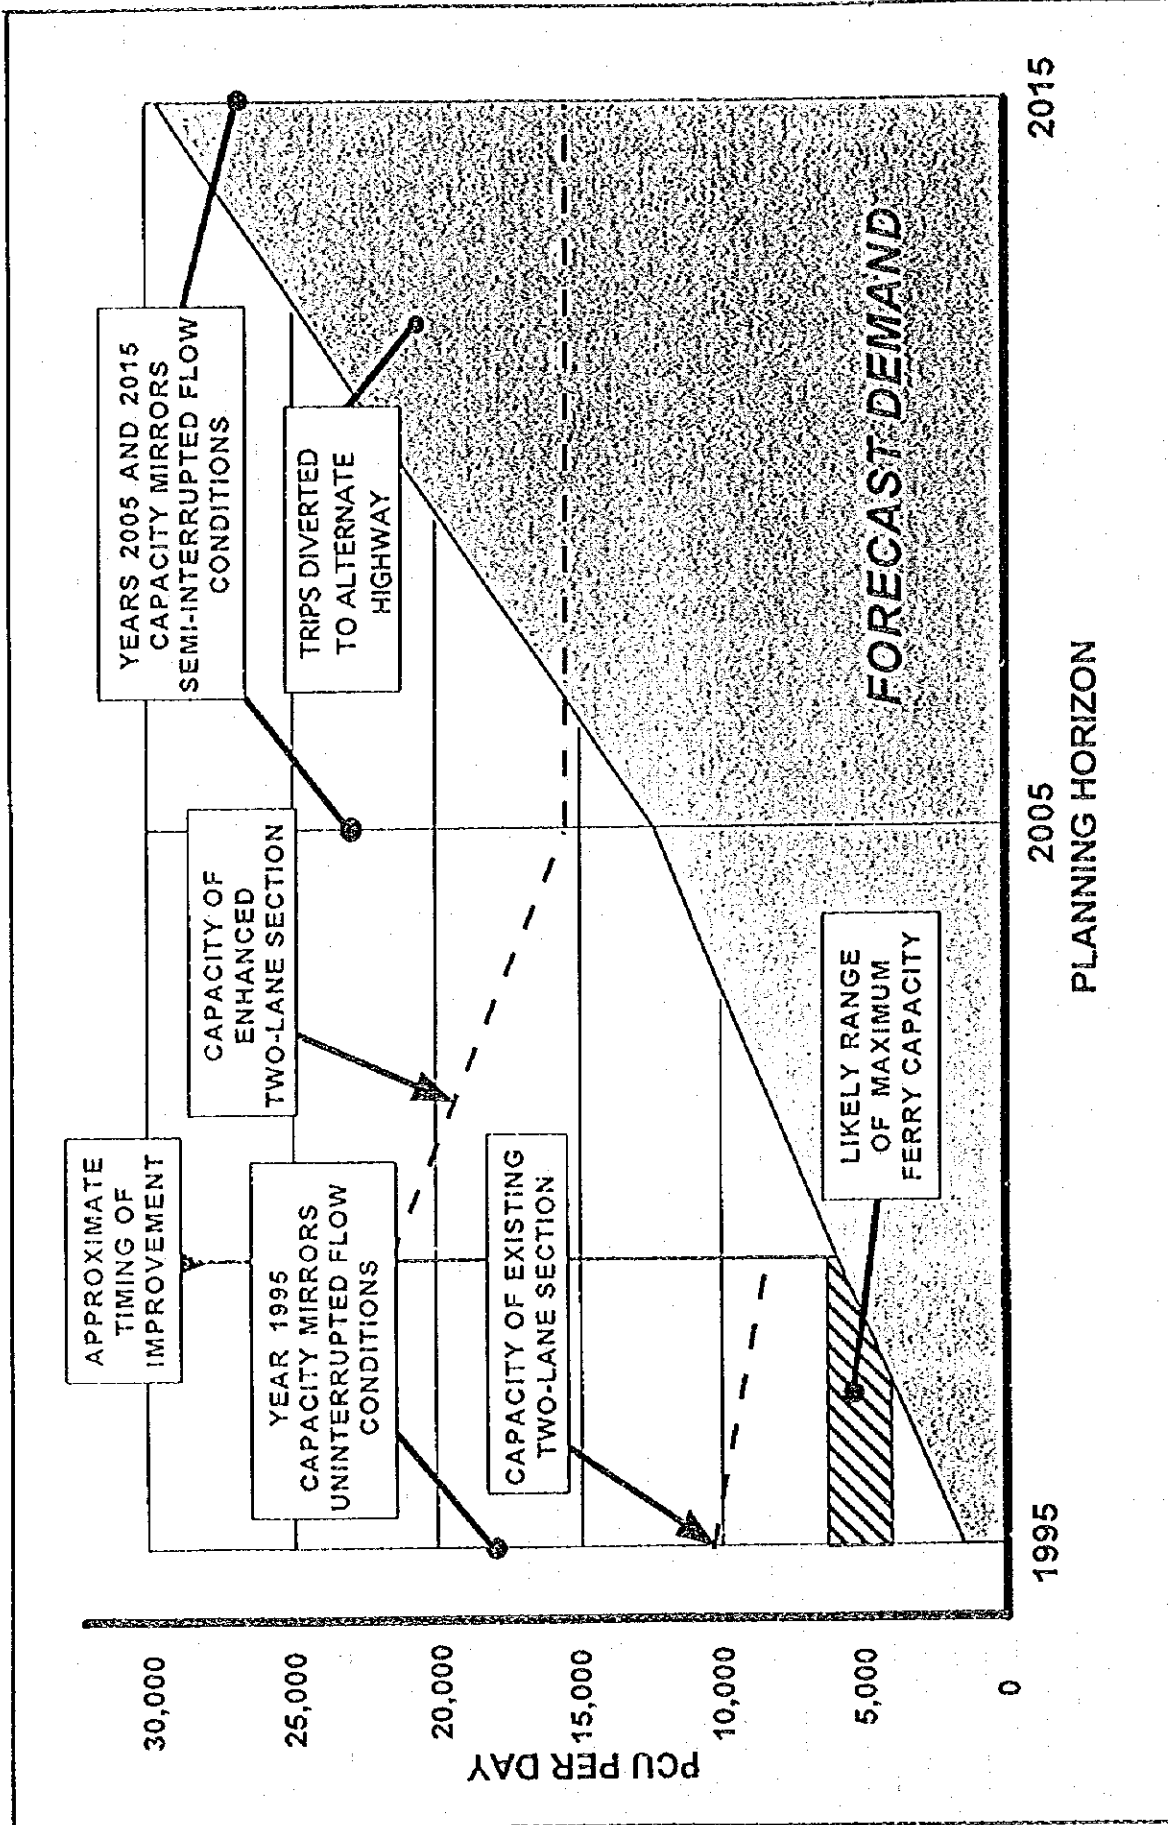 APPROXIMATE
TIMING OF
IMPROVEMENT
YEARS 2005 AND 2015
CAPACITY MIRRORS
SEMI-INTERRUPTED FLOW
CONDITIONS
CAPACITY OF
ENHANCED
TWO-LANE SECTION
YEAR 1995
CAPACITY MIRRORS
UNINTERRUPTED FLOW
CONDITIONS
TRIPS DIVERTED
TO ALTERNATE
HIGHWAY
CAPACITY OF EXISTING
TWO-LANE SECTION
LIKELY RANGE
OF MAXIMUM
FERRY CAPACITY
FORECAST DEMAND
PCU PER DAY
30,000
25,000
20,000
15,000
10,000
5,000
0
1995
2005
2015
PLANNING HORIZON